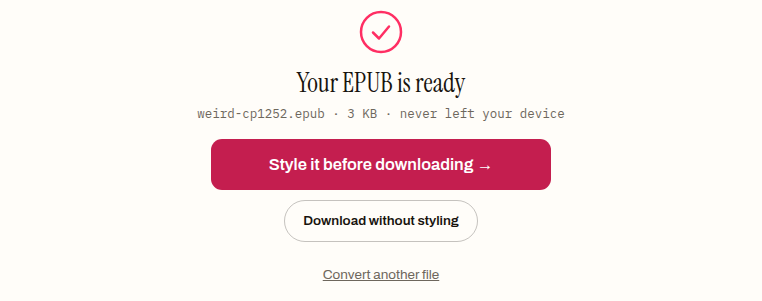 Your EPUB is ready
weird-cp1252.epub · 3 KB · never left your device
Style it before downloading →
Download without styling
Convert another file